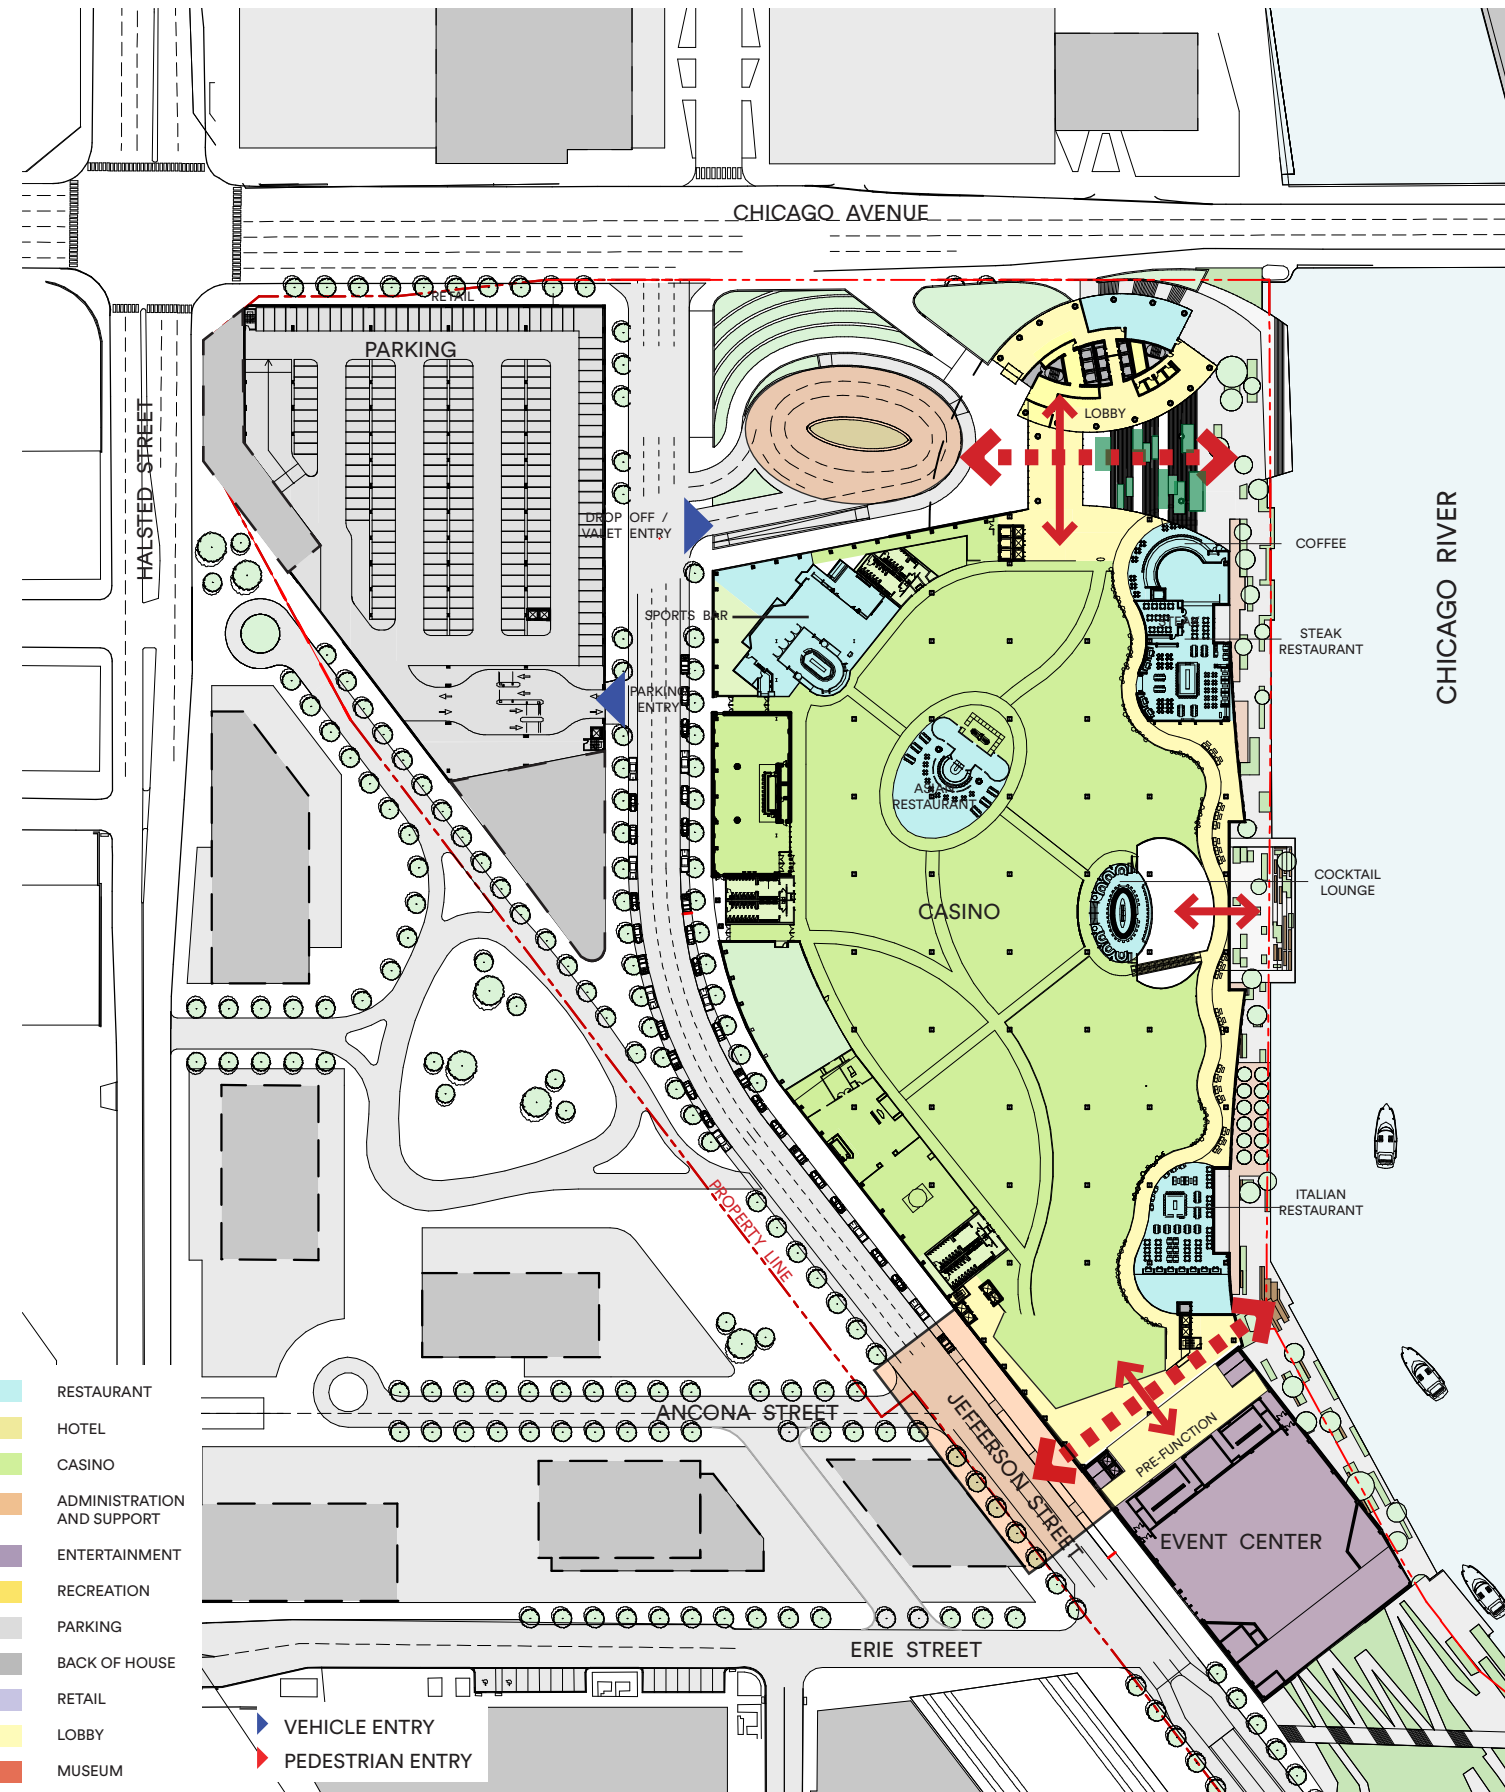 CHICAGO AVENUE
RETAIL
PARKING
HALSTED STREET
LOBBY
DROP OFF /
VALET ENTRY
CHICAGO RIVER
COFFEE
SPORTS BAR
STEAK
RESTAURANT
PARKING
ENTRY
ASIAN
RESTAURANT
COCKTAIL
LOUNGE
CASINO
PROPERTY LINE
ITALIAN
RESTAURANT
ANCONA STREET
JEFFERSON STREET
PRE-FUNCTION
EVENT CENTER
ERIE STREET
RESTAURANT
HOTEL
CASINO
ADMINISTRATION
AND SUPPORT
ENTERTAINMENT
RECREATION
PARKING
BACK OF HOUSE
RETAIL
LOBBY
MUSEUM
VEHICLE ENTRY
PEDESTRIAN ENTRY